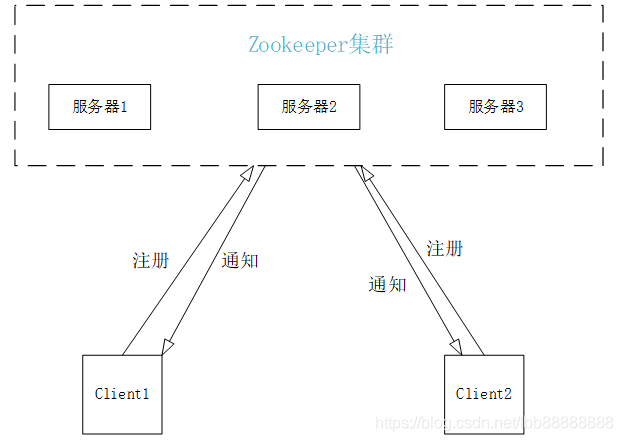 Zookeeper集群
服务器1
服务器2
服务器3
注册
通知
注册
通知
Client1
Client2
https://blog.csdn.net/lbb88888888